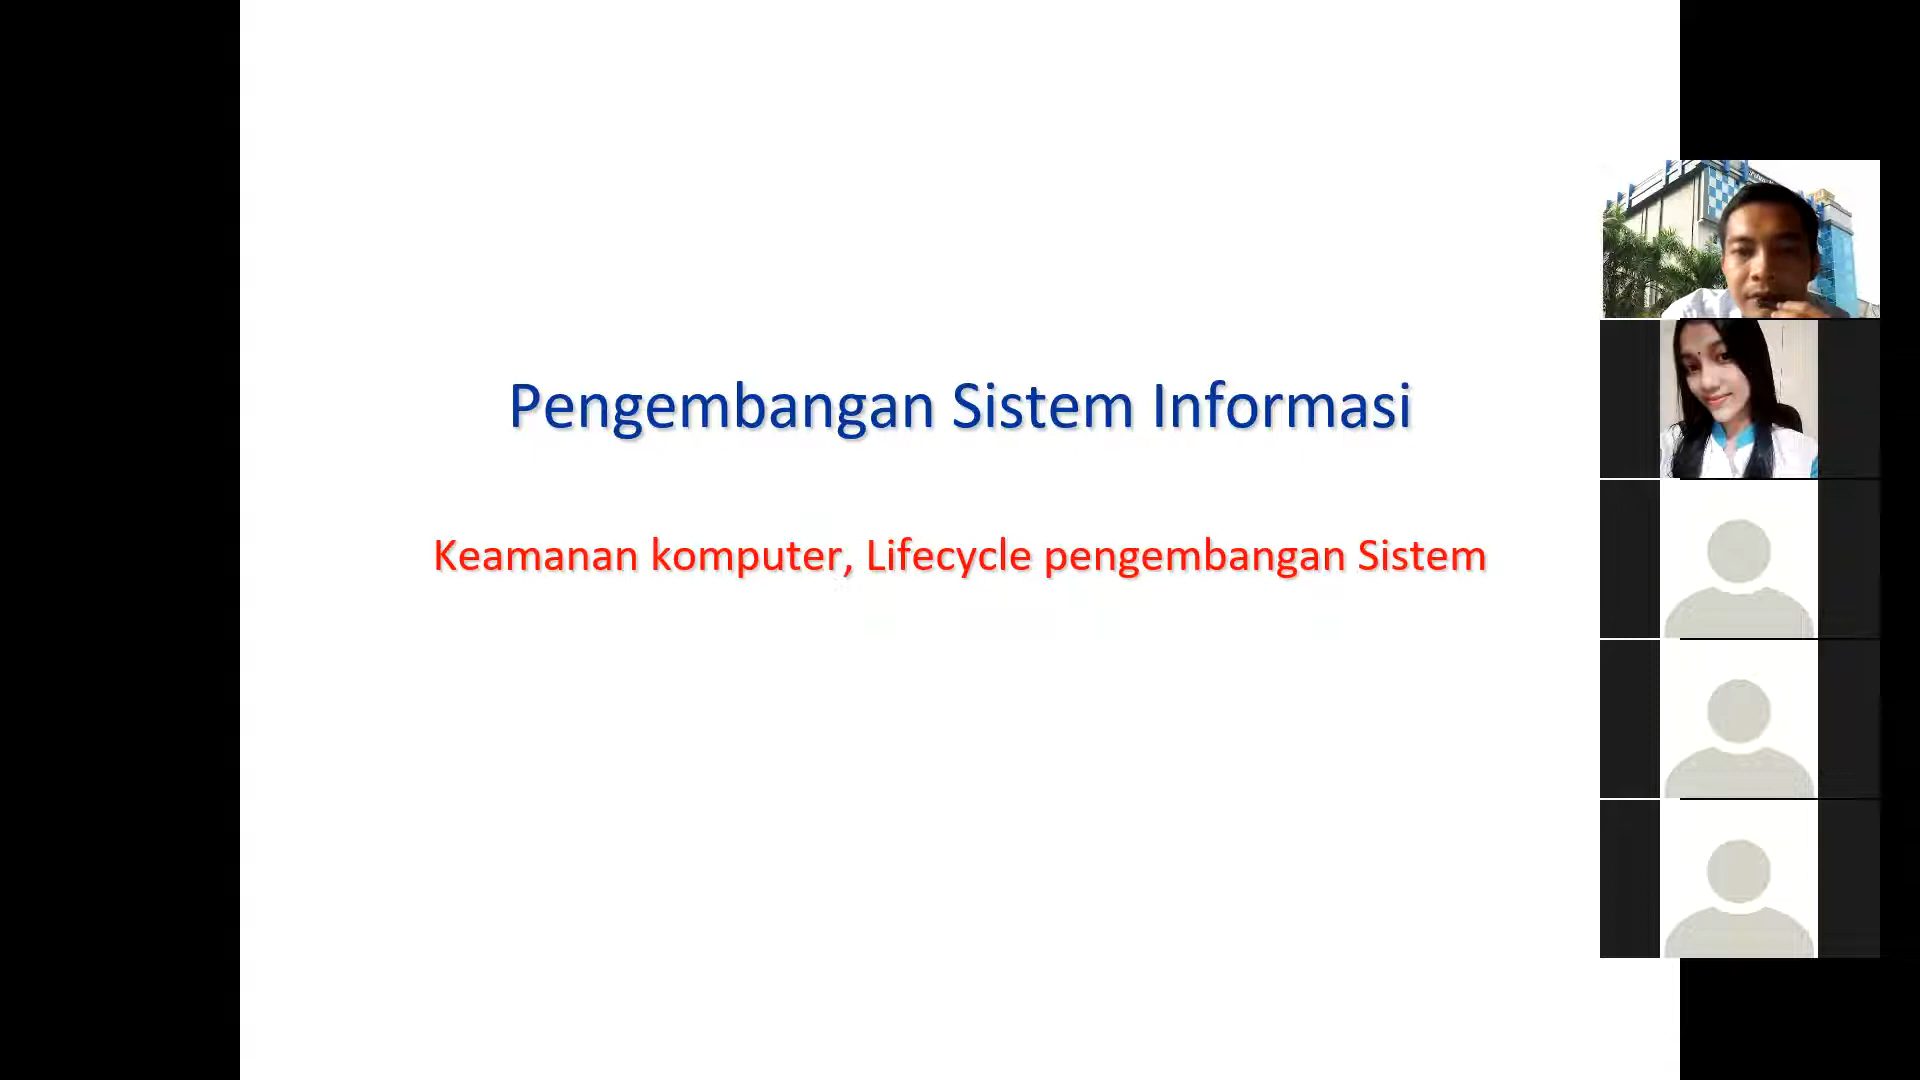 Pengembangan Sistem Informasi
Keamanan komputer, Lifecycle pengembangan Sistem